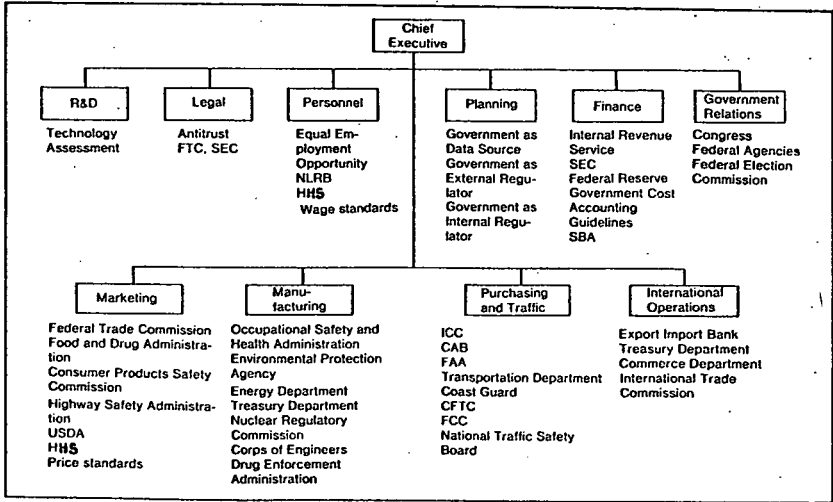 Chief
Executive
R&D
Technology
Assessment
Legal
Antitrust
FTC, SEC
Personnel
Equal Em-
ployment
Opportunity
NLRB
HHS
Wage standards
Planning
Government as
Data Source
Government as
External Regu-
lator
Government as
Internal Regu-
lator
Finance
Internal Revenue
Service
SEC
Federal Reserve
Government Cost
Accounting
Guidelines
SBA
Government
Relations
Congress
Federal Agencies
Federal Election
Commission
Marketing
Federal Trade Commission
Food and Drug Administra-
tion
Consumer Products Safety
Commission
Highway Safety Administra-
tion
USDA
HHS
Price standards
Manu-
facturing
Occupational Safety and
Health Administration
Environmental Protection
Agency
Energy Department
Treasury Department
Nuclear Regulatory
Commission
Corps of Engineers
Drug Enforcement
Administration
Purchasing
and Traffic
ICC
CAB
FAA
Transportation Department
Coast Guard
CFTC
FCC
National Traffic Safety
Board
International
Operations
Export Import Bank
Treasury Department
Commerce Department
International Trade
Commission